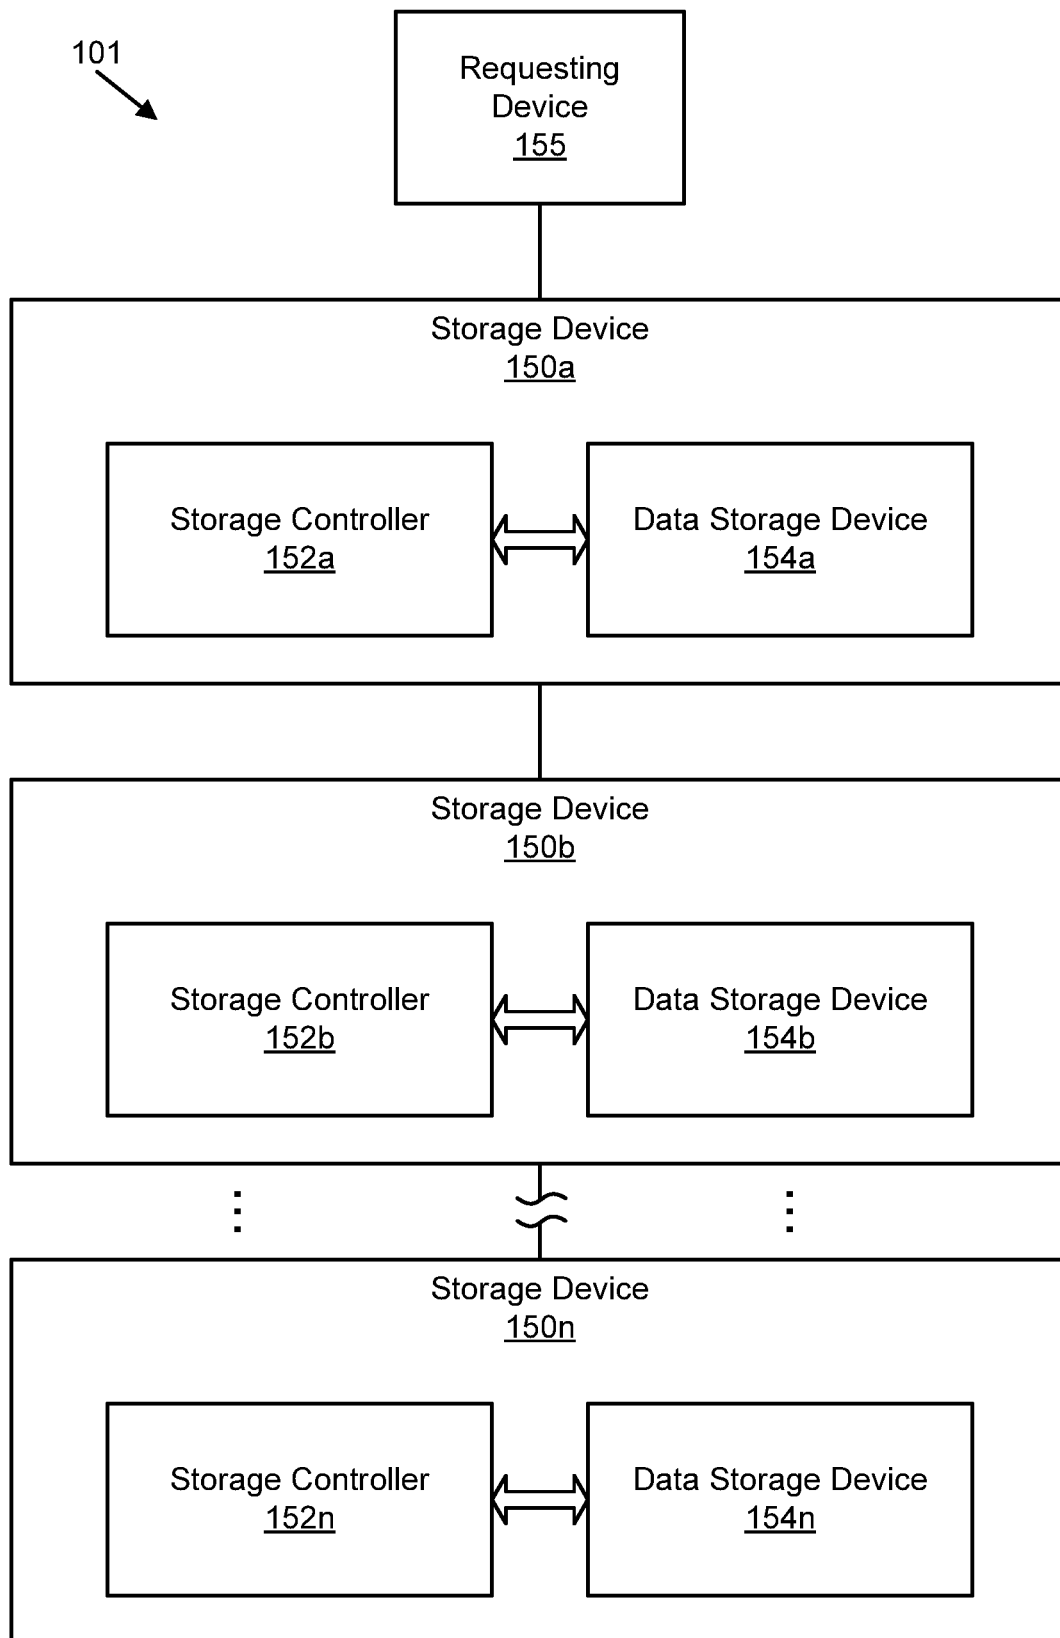 101
Requesting
Device
155
Storage Device
150a
Storage Controller
152a
Data Storage Device
154a
Storage Device
150b
Storage Controller
152b
Data Storage Device
154b
Storage Device
150n
Storage Controller
152n
Data Storage Device
154n